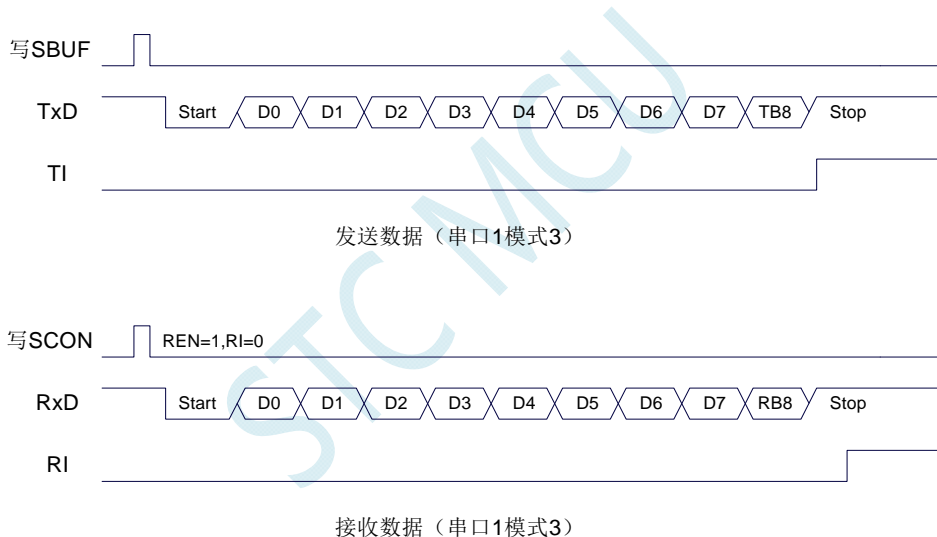 写SBUF
TxD Start D0 D1 D2 D3 D4 D5 D6 D7 TB8 Stop
TI
发送数据（串口1模式3）
写SCON REN=1,RI=0
RxD Start D0 D1 D2 D3 D4 D5 D6 D7 RB8 Stop
RI
接收数据（串口1模式3）
STC MCU